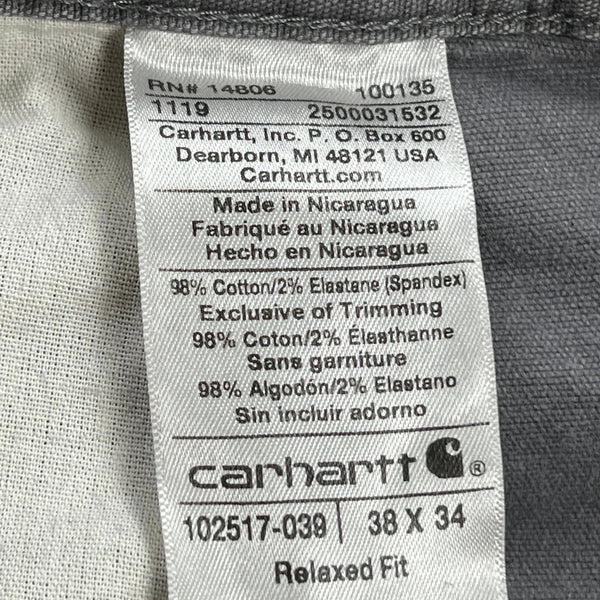 RN# 14806 100135
1119 2500031532
Carhartt, Inc. P. O. Box 600
Dearborn, MI 48121 USA
Carhartt.com
Made in Nicaragua
Fabriqué au Nicaragua
Hecho en Nicaragua
98% Cotton/2% Elastane (Spandex)
Exclusive of Trimming
98% Coton/2% Élasthanne
Sans garniture
98% Algodón/2% Elastano
Sin incluir adorno
carhartt ®
102517-039 | 38 X 34
Relaxed Fit